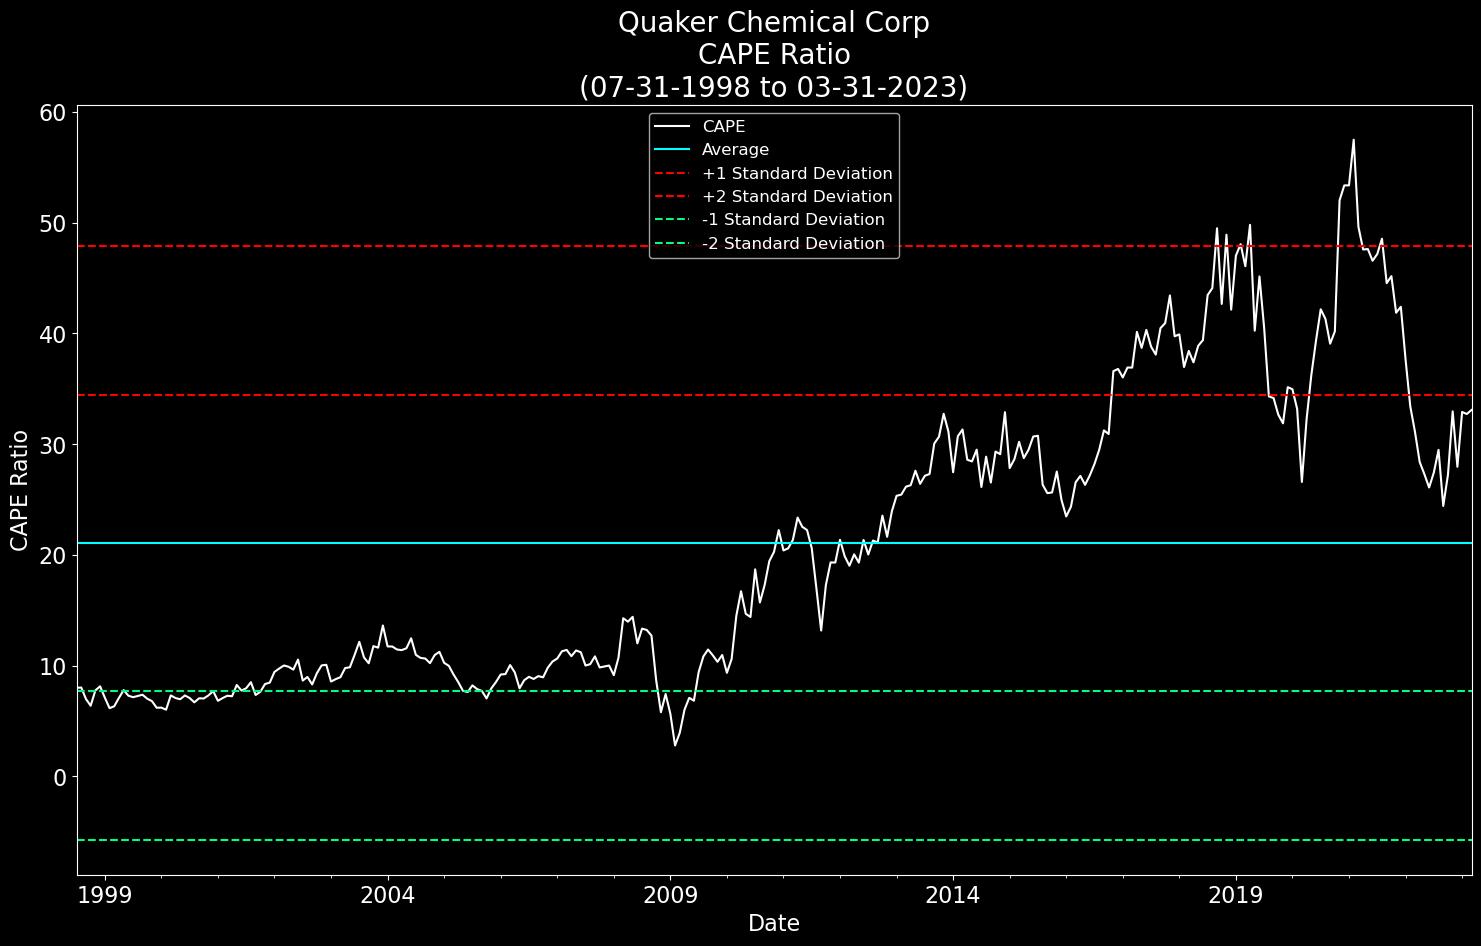 Quaker Chemical Corp
CAPE Ratio
(07-31-1998 to 03-31-2023)
CAPE
Average
+1 Standard Deviation
+2 Standard Deviation
-1 Standard Deviation
-2 Standard Deviation
60
50
40
30
20
10
0
CAPE Ratio
1999 2004 2009 2014 2019
Date